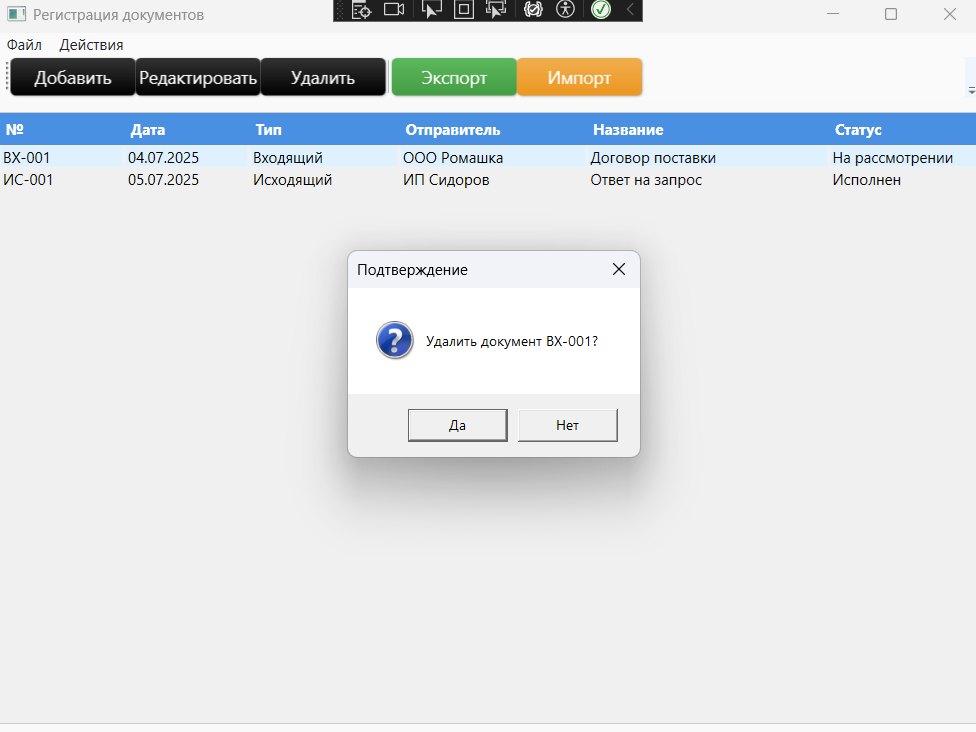 Регистрация документов
Файл Действия
Добавить Редактировать Удалить Экспорт Импорт
№ Дата Тип Отправитель Название Статус
ВХ-001 04.07.2025 Входящий ООО Ромашка Договор поставки На рассмотрении
ИС-001 05.07.2025 Исходящий ИП Сидоров Ответ на запрос Исполнен
Подтверждение
Удалить документ ВХ-001?
Да Нет